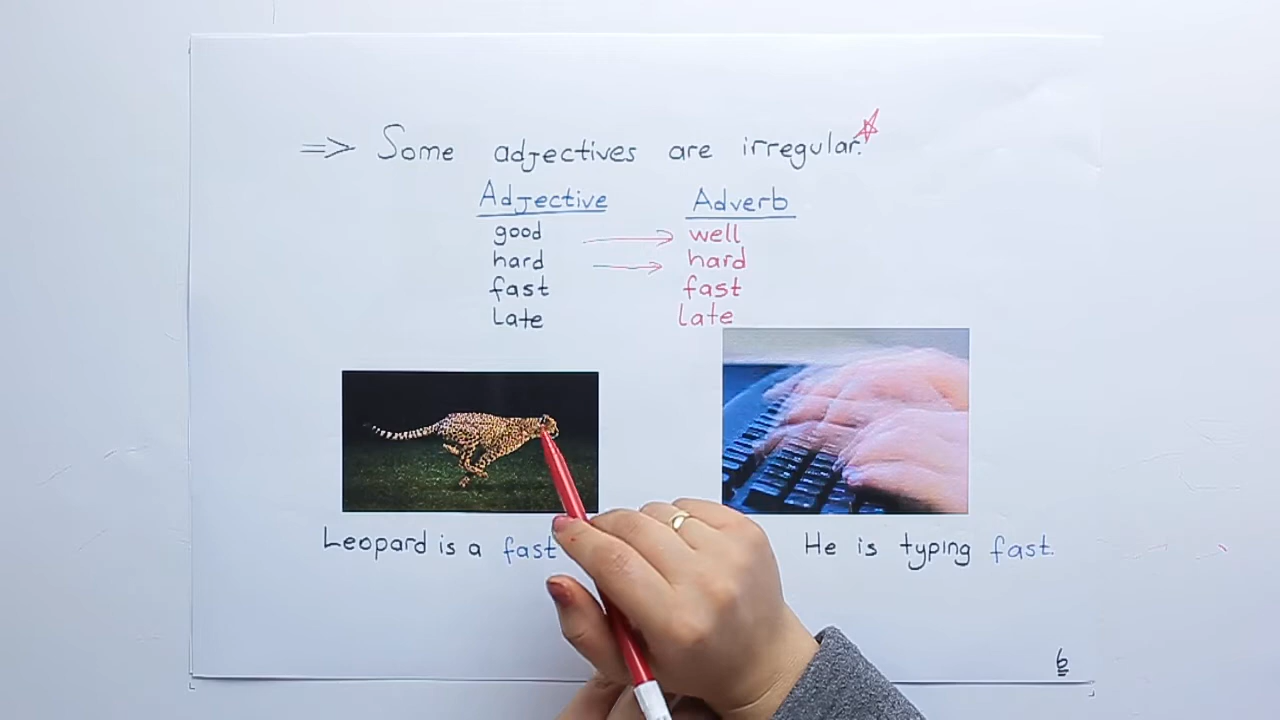 => Some adjectives are irregular.
Adjective Adverb
good → well
hard → hard
fast fast
Late late
Leopard is a fast
He is typing fast.
6